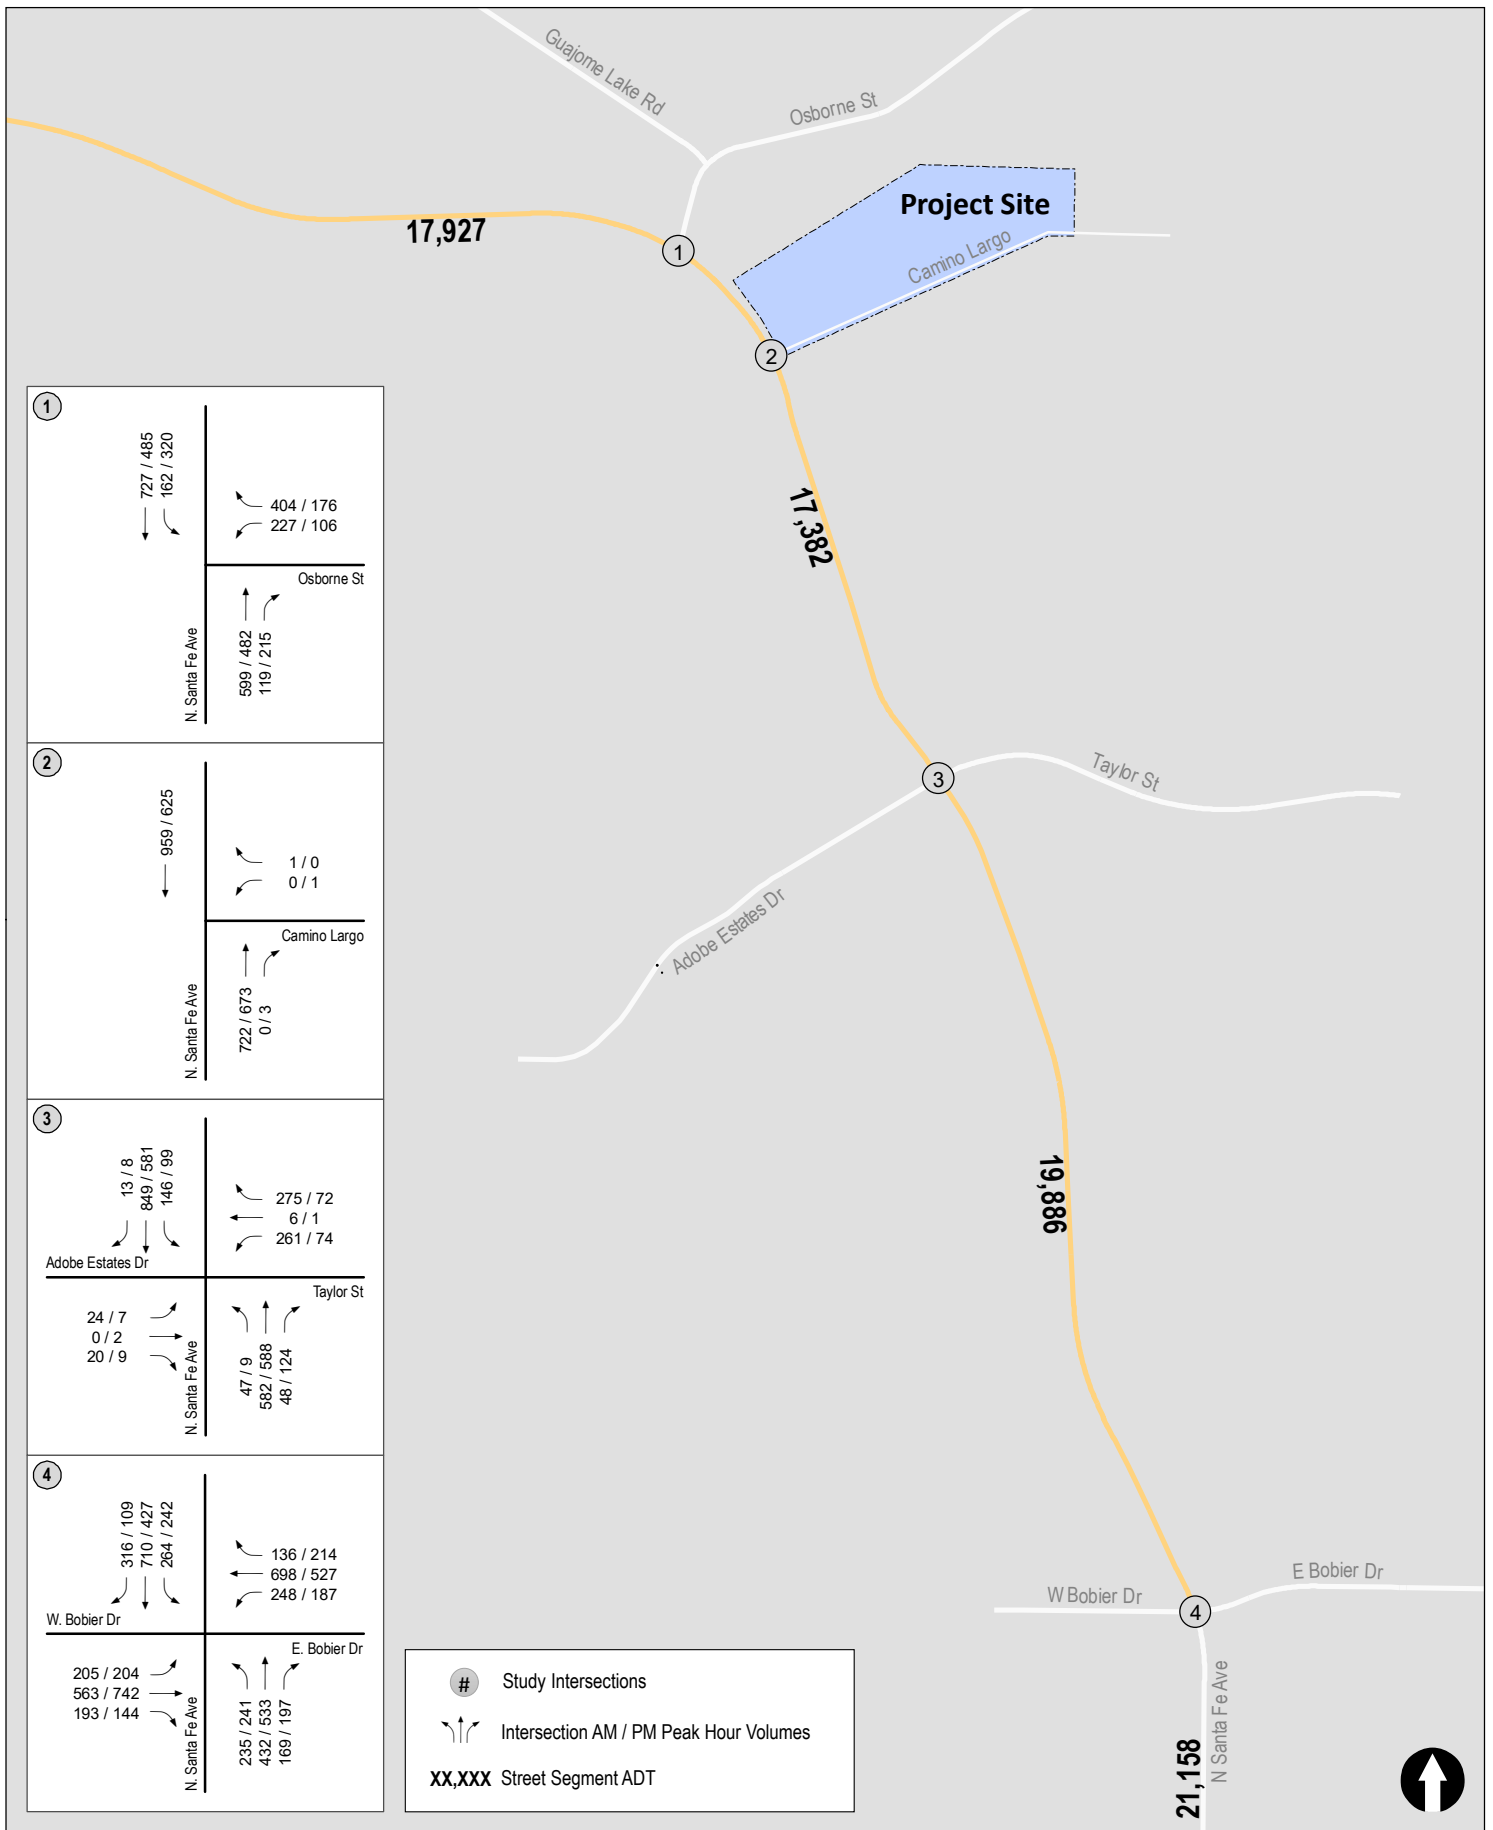 Guajome Lake Rd
Osborne St
Project Site
Camino Largo
17,927
1
2
17,382
3
Taylor St
Adobe Estates Dr
19,886
W Bobier Dr
E Bobier Dr
4
N Santa Fe Ave
21,158
1
727 / 485
162 / 320
404 / 176
227 / 106
Osborne St
599 / 482
119 / 215
N. Santa Fe Ave
2
959 / 625
1 / 0
0 / 1
Camino Largo
722 / 673
0 / 3
N. Santa Fe Ave
3
13 / 8
849 / 581
146 / 99
275 / 72
6 / 1
261 / 74
Adobe Estates Dr
Taylor St
24 / 7
0 / 2
20 / 9
N. Santa Fe Ave
47 / 9
582 / 588
48 / 124
4
316 / 109
710 / 427
264 / 242
136 / 214
698 / 527
248 / 187
W. Bobier Dr
E. Bobier Dr
205 / 204
563 / 742
193 / 144
N. Santa Fe Ave
235 / 241
432 / 533
169 / 197
# Study Intersections
Intersection AM / PM Peak Hour Volumes
XX,XXX Street Segment ADT